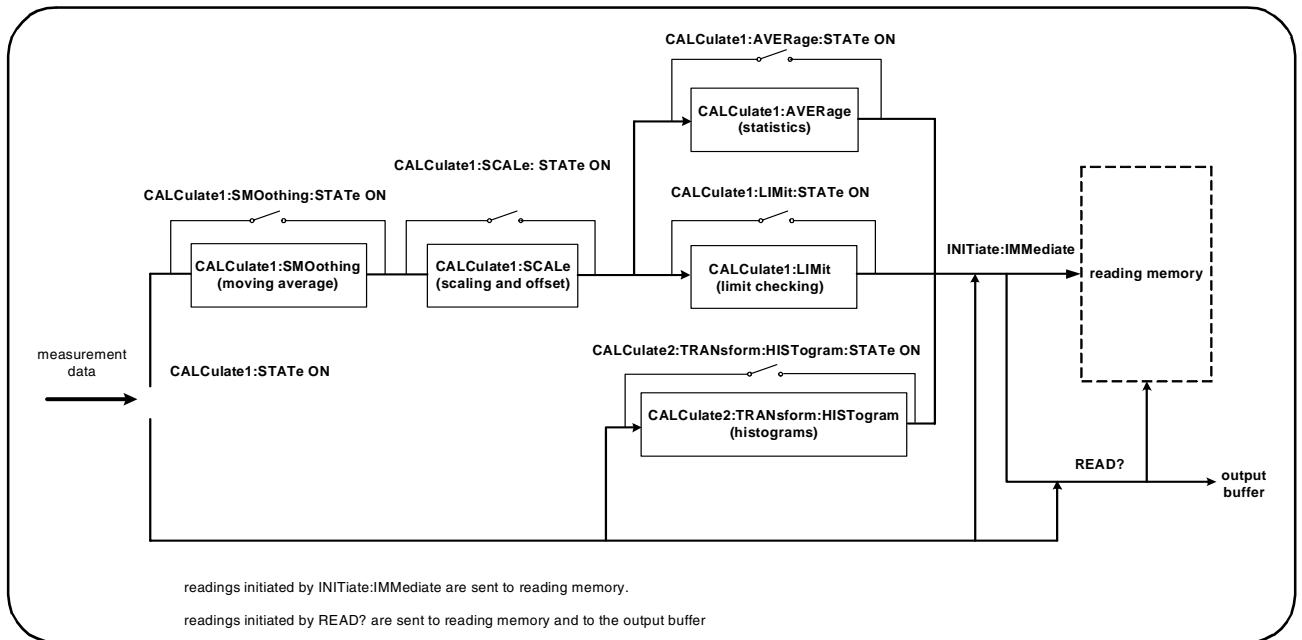 CALCulate1:AVERage:STATe ON
CALCulate1:AVERage
(statistics)
CALCulate1:SCALe: STATe ON
CALCulate1:SMOothing:STATe ON
CALCulate1:LIMit:STATe ON
CALCulate1:SMOothing
(moving average)
CALCulate1:SCALe
(scaling and offset)
CALCulate1:LIMit
(limit checking)
INITiate:IMMediate
reading memory
measurement
data
CALCulate1:STATe ON
CALCulate2:TRANsform:HISTogram:STATe ON
CALCulate2:TRANsform:HISTogram
(histograms)
READ?
output
buffer
readings initiated by INITiate:IMMediate are sent to reading memory.
readings initiated by READ? are sent to reading memory and to the output buffer